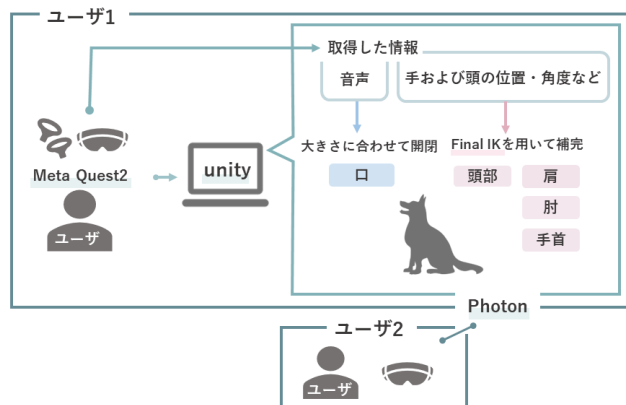 ユーザ1
取得した情報
音声
手および頭の位置・角度など
大きさに合わせて開閉
Final IKを用いて補完
口
頭部
肩
肘
手首
Meta Quest2
unity
ユーザ
Photon
ユーザ2
ユーザ